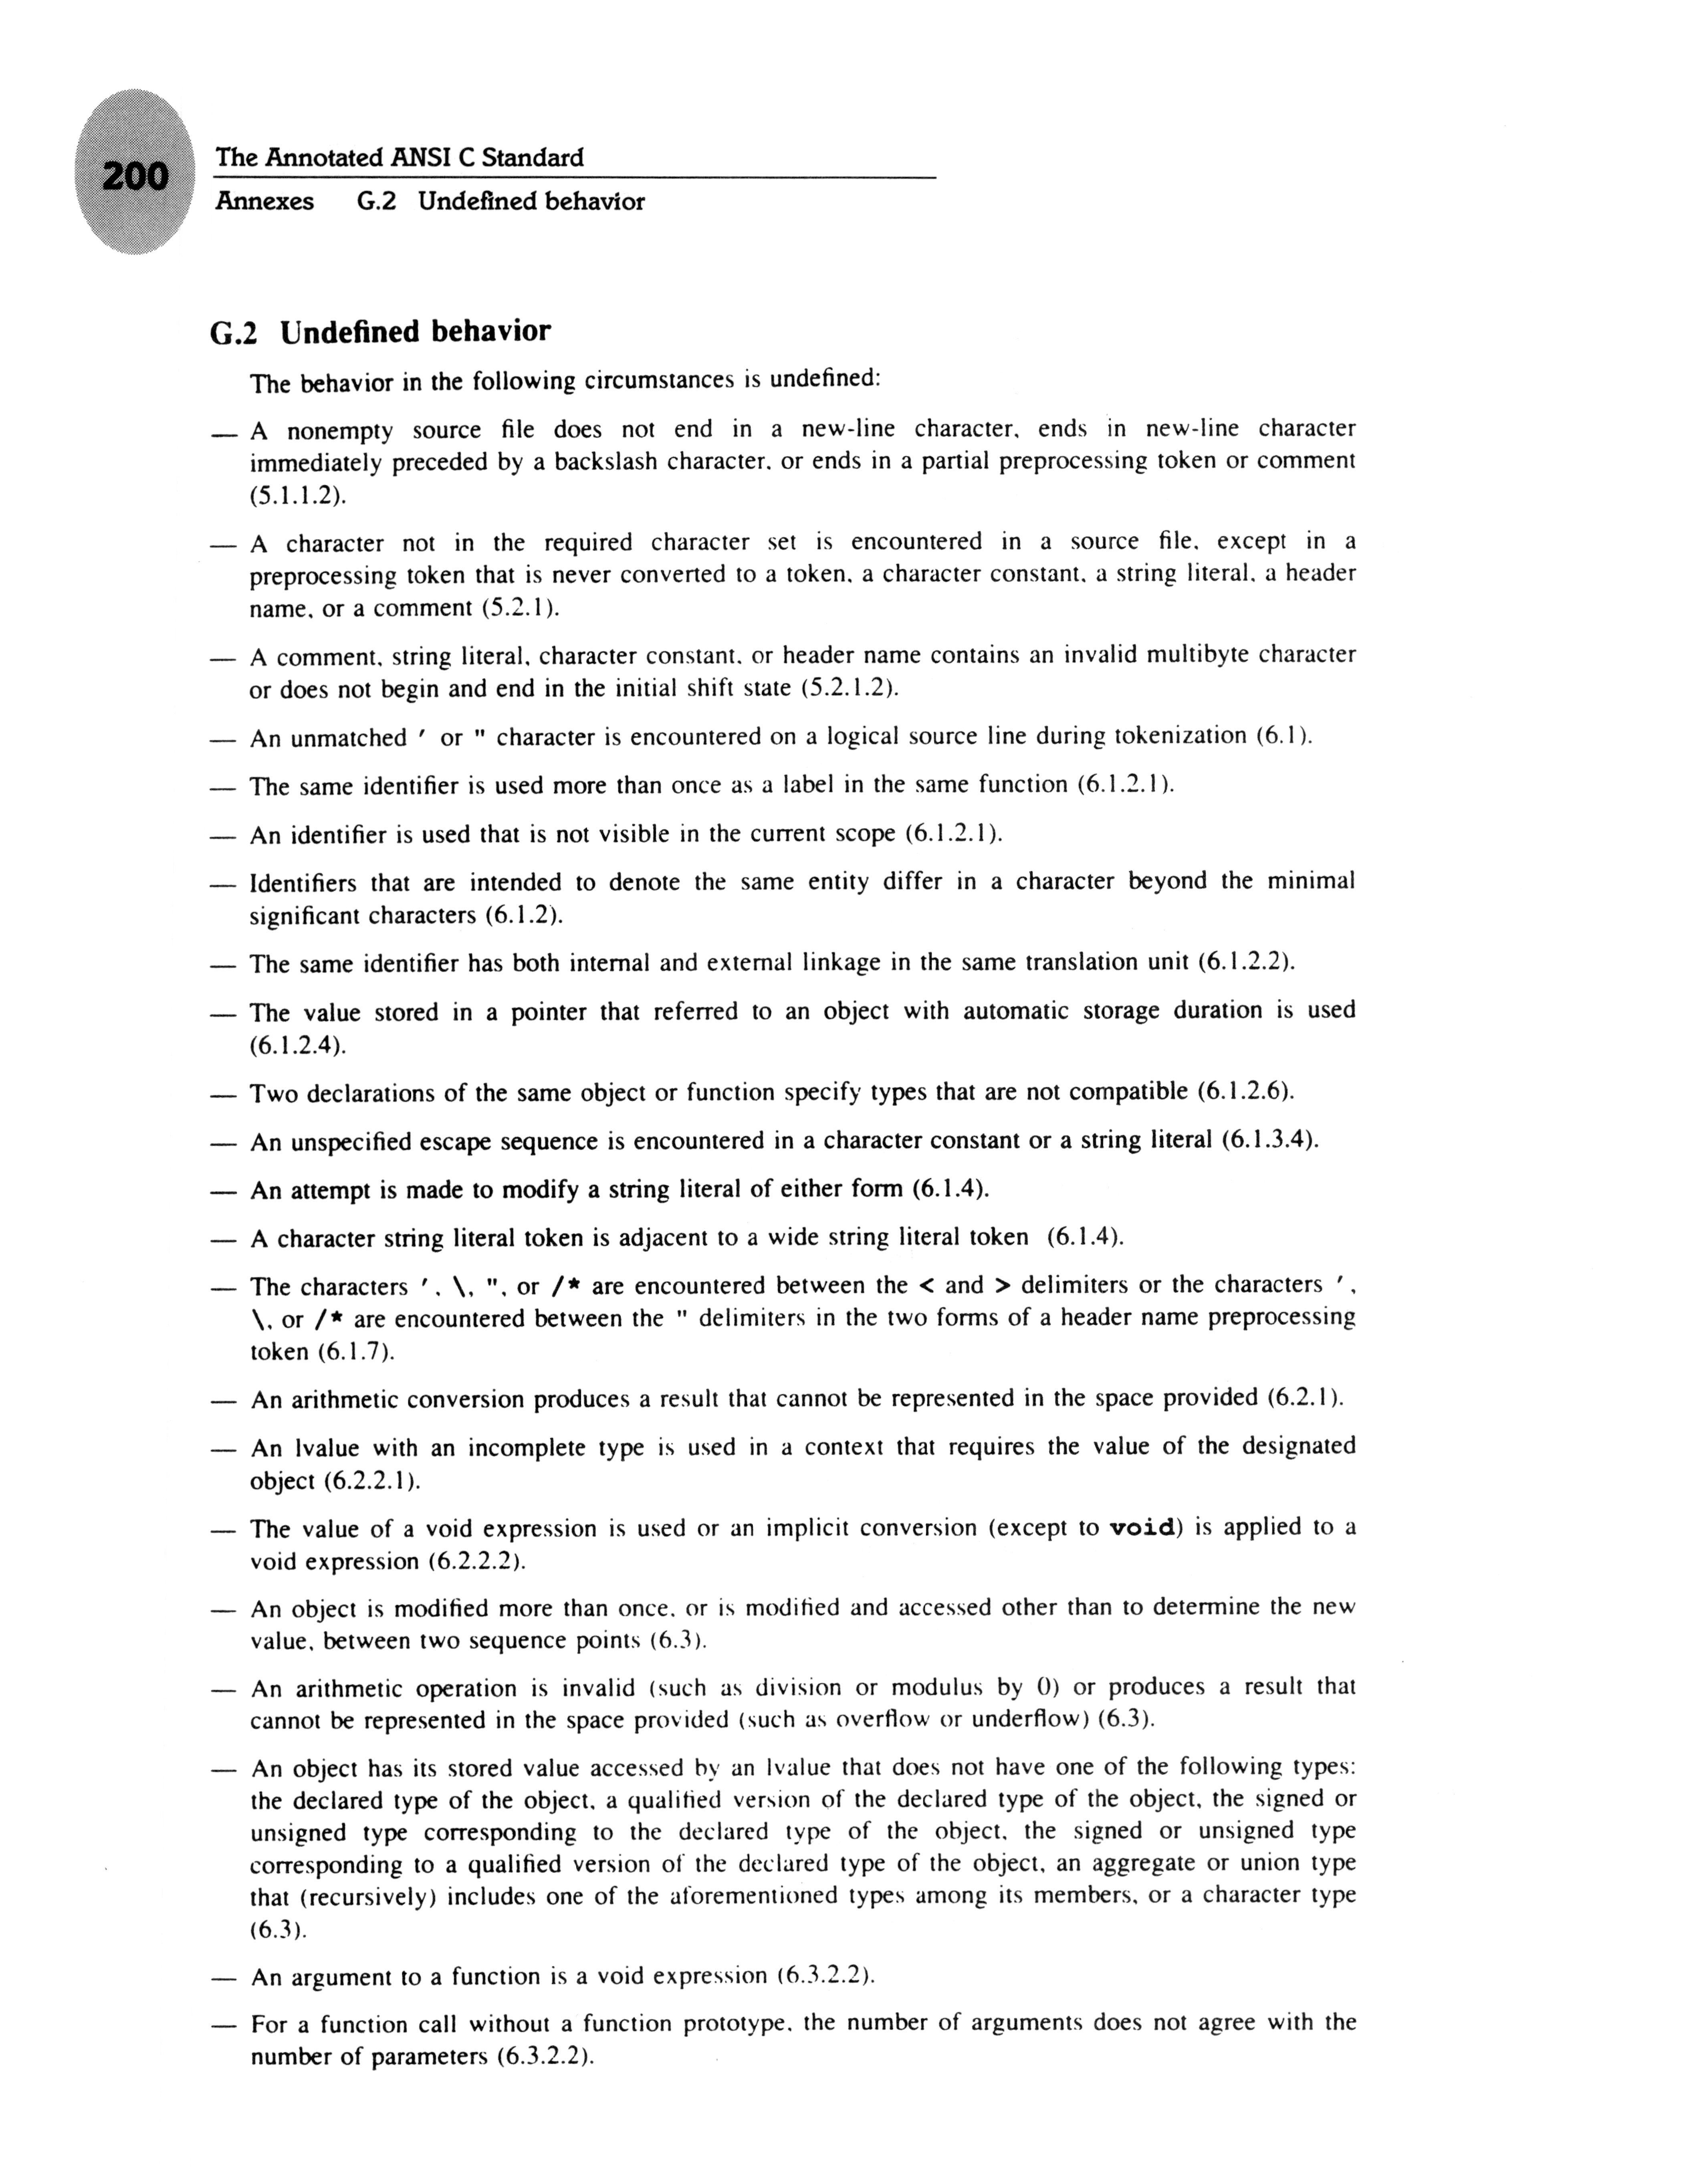 200
The Annotated ANSI C Standard
Annexes G.2 Undefined behavior
G.2 Undefined behavior
The behavior in the following circumstances is undefined:
— A nonempty source file does not end in a new-line character, ends in new-line character
immediately preceded by a backslash character, or ends in a partial preprocessing token or comment
(5.1.1.2).
— A character not in the required character set is encountered in a source file, except in a
preprocessing token that is never converted to a token, a character constant, a string literal, a header
name, or a comment (5.2.1).
— A comment, string literal, character constant, or header name contains an invalid multibyte character
or does not begin and end in the initial shift state (5.2.1.2).
— An unmatched ' or " character is encountered on a logical source line during tokenization (6.1).
— The same identifier is used more than once as a label in the same function (6.1.2.1).
— An identifier is used that is not visible in the current scope (6.1.2.1).
— Identifiers that are intended to denote the same entity differ in a character beyond the minimal
significant characters (6.1.2).
— The same identifier has both internal and external linkage in the same translation unit (6.1.2.2).
— The value stored in a pointer that referred to an object with automatic storage duration is used
(6.1.2.4).
— Two declarations of the same object or function specify types that are not compatible (6.1.2.6).
— An unspecified escape sequence is encountered in a character constant or a string literal (6.1.3.4).
— An attempt is made to modify a string literal of either form (6.1.4).
— A character string literal token is adjacent to a wide string literal token (6.1.4).
— The characters ', \, ", or /* are encountered between the < and > delimiters or the characters ',
\, or /* are encountered between the " delimiters in the two forms of a header name preprocessing
token (6.1.7).
— An arithmetic conversion produces a result that cannot be represented in the space provided (6.2.1).
— An lvalue with an incomplete type is used in a context that requires the value of the designated
object (6.2.2.1).
— The value of a void expression is used or an implicit conversion (except to void) is applied to a
void expression (6.2.2.2).
— An object is modified more than once, or is modified and accessed other than to determine the new
value, between two sequence points (6.3).
— An arithmetic operation is invalid (such as division or modulus by 0) or produces a result that
cannot be represented in the space provided (such as overflow or underflow) (6.3).
— An object has its stored value accessed by an lvalue that does not have one of the following types:
the declared type of the object, a qualified version of the declared type of the object, the signed or
unsigned type corresponding to the declared type of the object, the signed or unsigned type
corresponding to a qualified version of the declared type of the object, an aggregate or union type
that (recursively) includes one of the aforementioned types among its members, or a character type
(6.3).
— An argument to a function is a void expression (6.3.2.2).
— For a function call without a function prototype, the number of arguments does not agree with the
number of parameters (6.3.2.2).